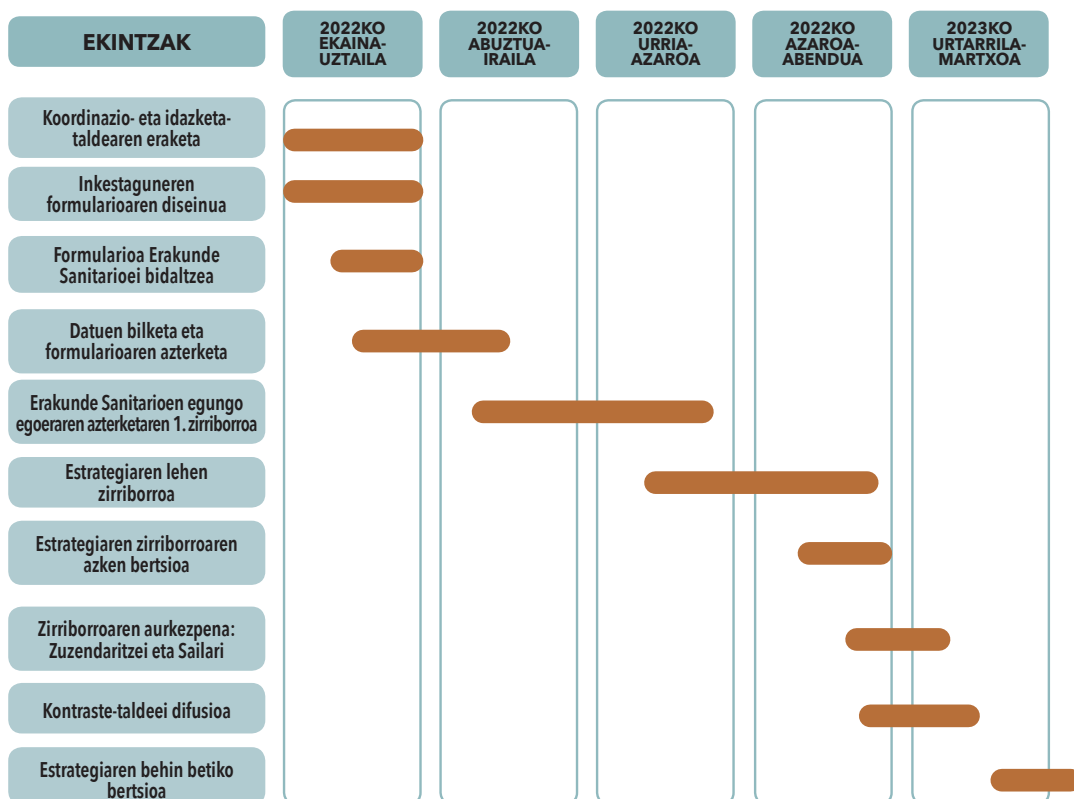 EKINTZAK
2022KO
EKAINA-
UZTAILA
2022KO
ABUZTUA-
IRAILA
2022KO
URRIA-
AZAROA
2022KO
AZAROA-
ABENDUA
2023KO
URTARRILA-
MARTXOA
Koordinazio- eta idazketa-
taldearen eraketa
Inkestaguneren
formularioaren diseinua
Formularioa Erakunde
Sanitarioei bidaltzea
Datuen bilketa eta
formularioaren azterketa
Erakunde Sanitarioen egungo
egoeraren azterketaren 1. zirriborroa
Estrategiaren lehen
zirriborroa
Estrategiaren zirriborroaren
azken bertsioa
Zirriborroaren aurkezpena:
Zuzendaritzei eta Sailari
Kontraste-taldeei difusioa
Estrategiaren behin betiko
bertsioa